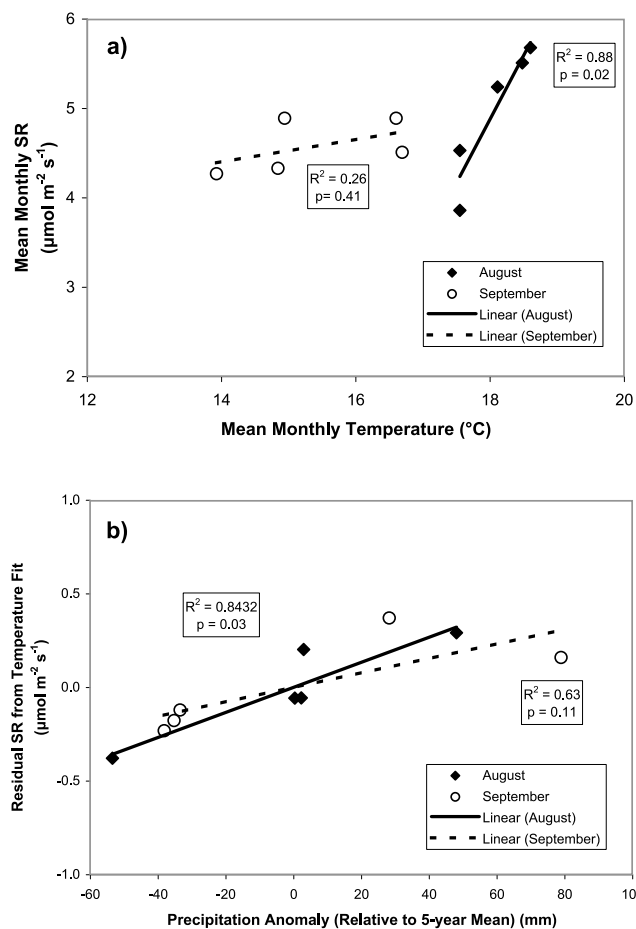 a)
6
5
4
3
2
Mean Monthly SR
(µmol m⁻² s⁻¹)
R² = 0.88
p = 0.02
R² = 0.26
p= 0.41
August
September
Linear (August)
Linear (September)
12
14
16
18
20
Mean Monthly Temperature (°C)
b)
1.0
0.5
0.0
-0.5
-1.0
Residual SR from Temperature Fit
(µmol m⁻² s⁻¹)
R² = 0.8432
p = 0.03
R² = 0.63
p = 0.11
August
September
Linear (August)
Linear (September)
-60
-40
-20
0
20
40
60
80
10
Precipitation Anomaly (Relative to 5-year Mean) (mm)